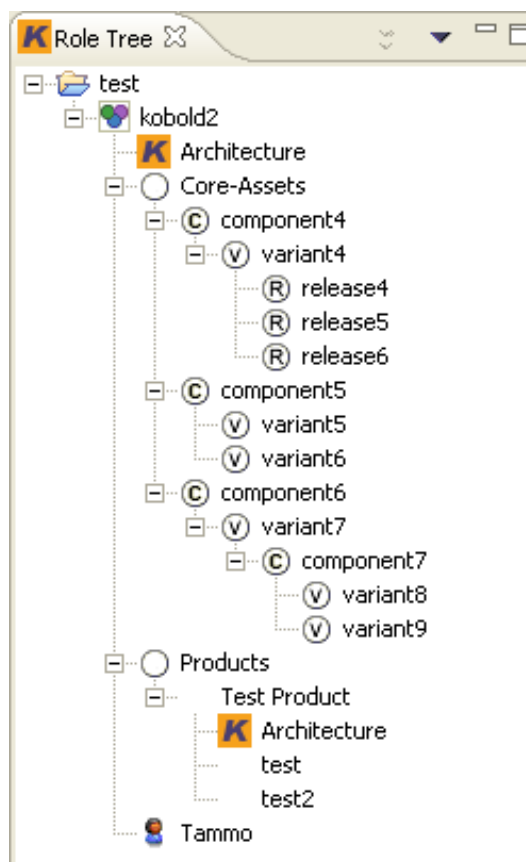 K Role Tree
test
kobold2
K Architecture
Core-Assets
C component4
V variant4
R release4
R release5
R release6
C component5
V variant5
V variant6
C component6
V variant7
C component7
V variant8
V variant9
Products
Test Product
K Architecture
test
test2
Tammo